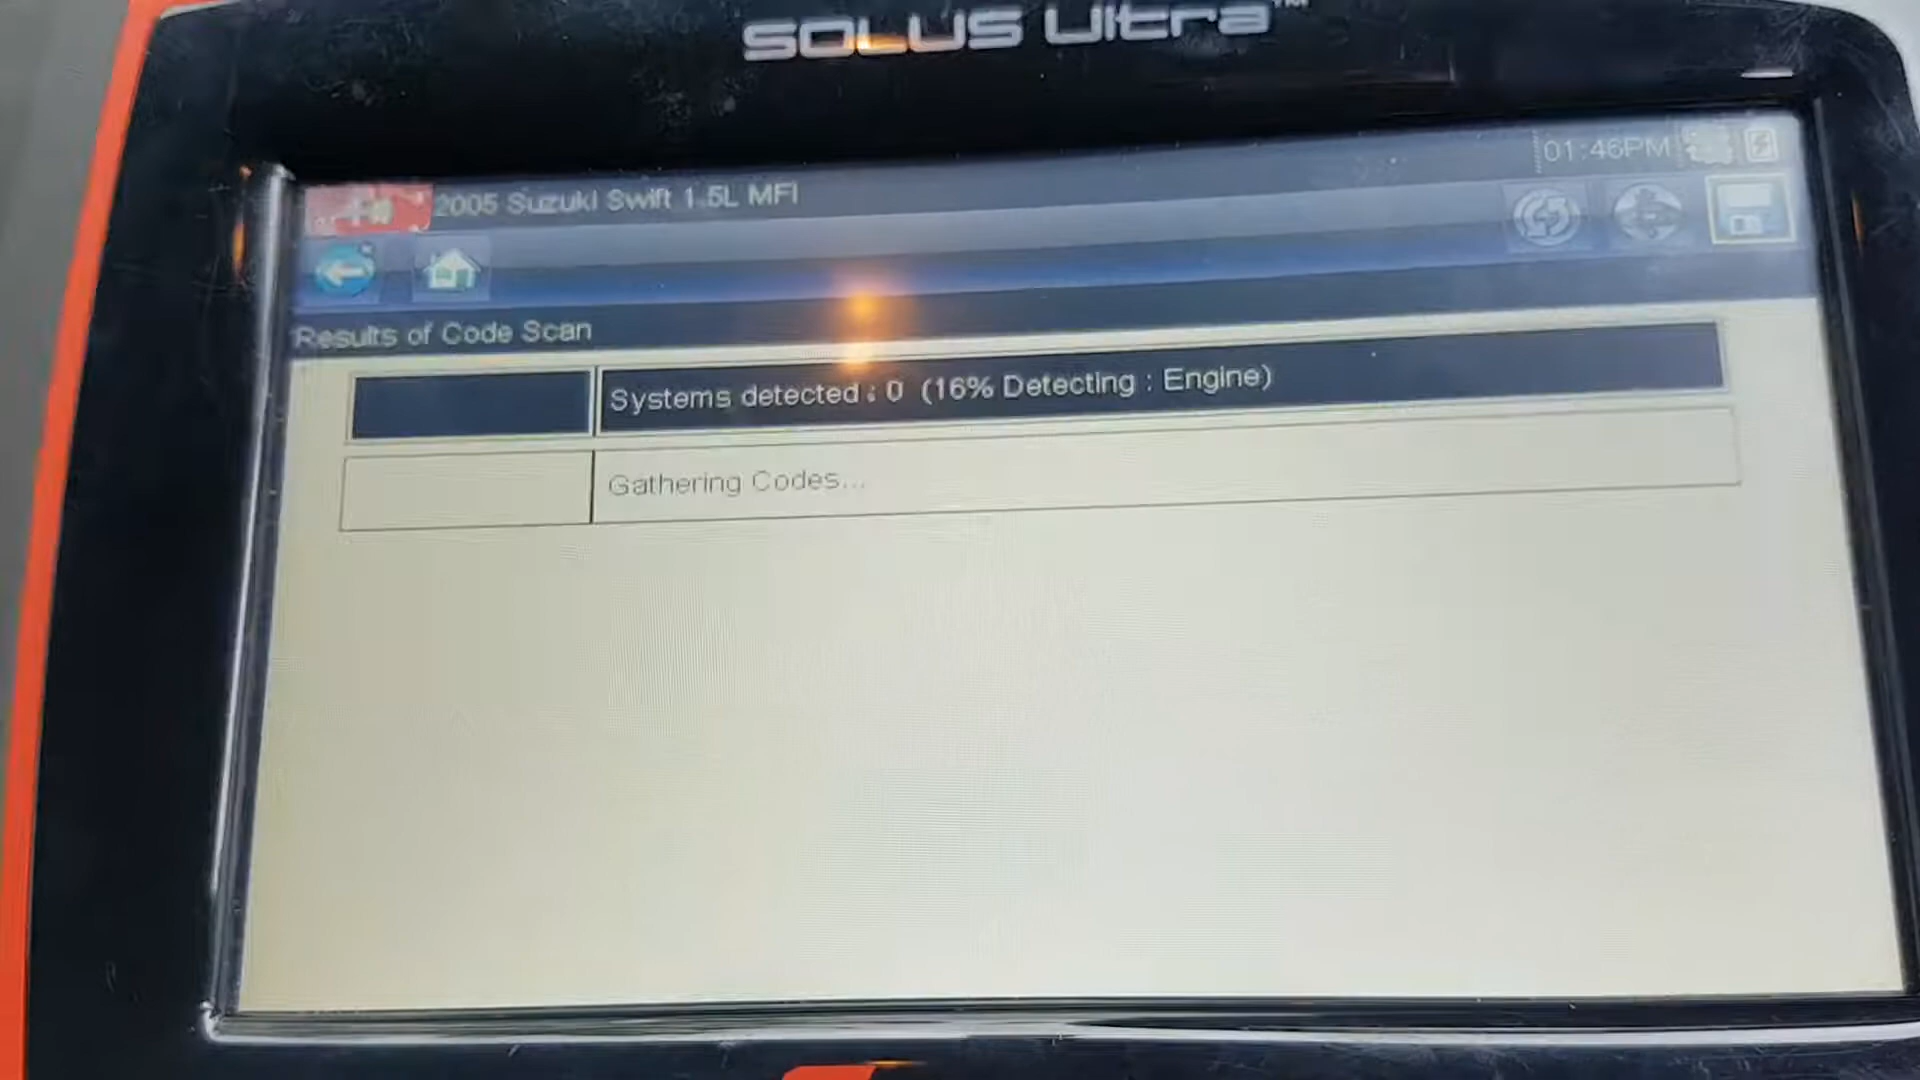 SOLUS Ultra™
01:46PM
2005 Suzuki Swift 1.5L MFI
Results of Code Scan
Systems detected : 0 (16% Detecting : Engine)
Gathering Codes...